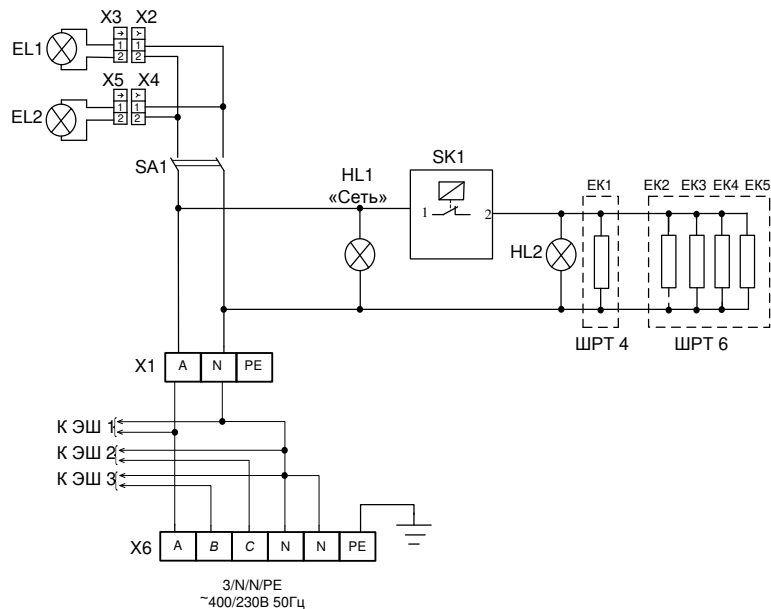 X3 X2
EL1 1 1
2 2
X5 X4
EL2 1 1
2 2
SA1
HL1
«Сеть»
SK1
1 2
HL2
EK1 EK2 EK3 EK4 EK5
ШРТ 4 ШРТ 6
X1 A N PE
К ЭШ 1
К ЭШ 2
К ЭШ 3
X6 A B C N N PE
3/N/N/PE
~400/230В 50Гц